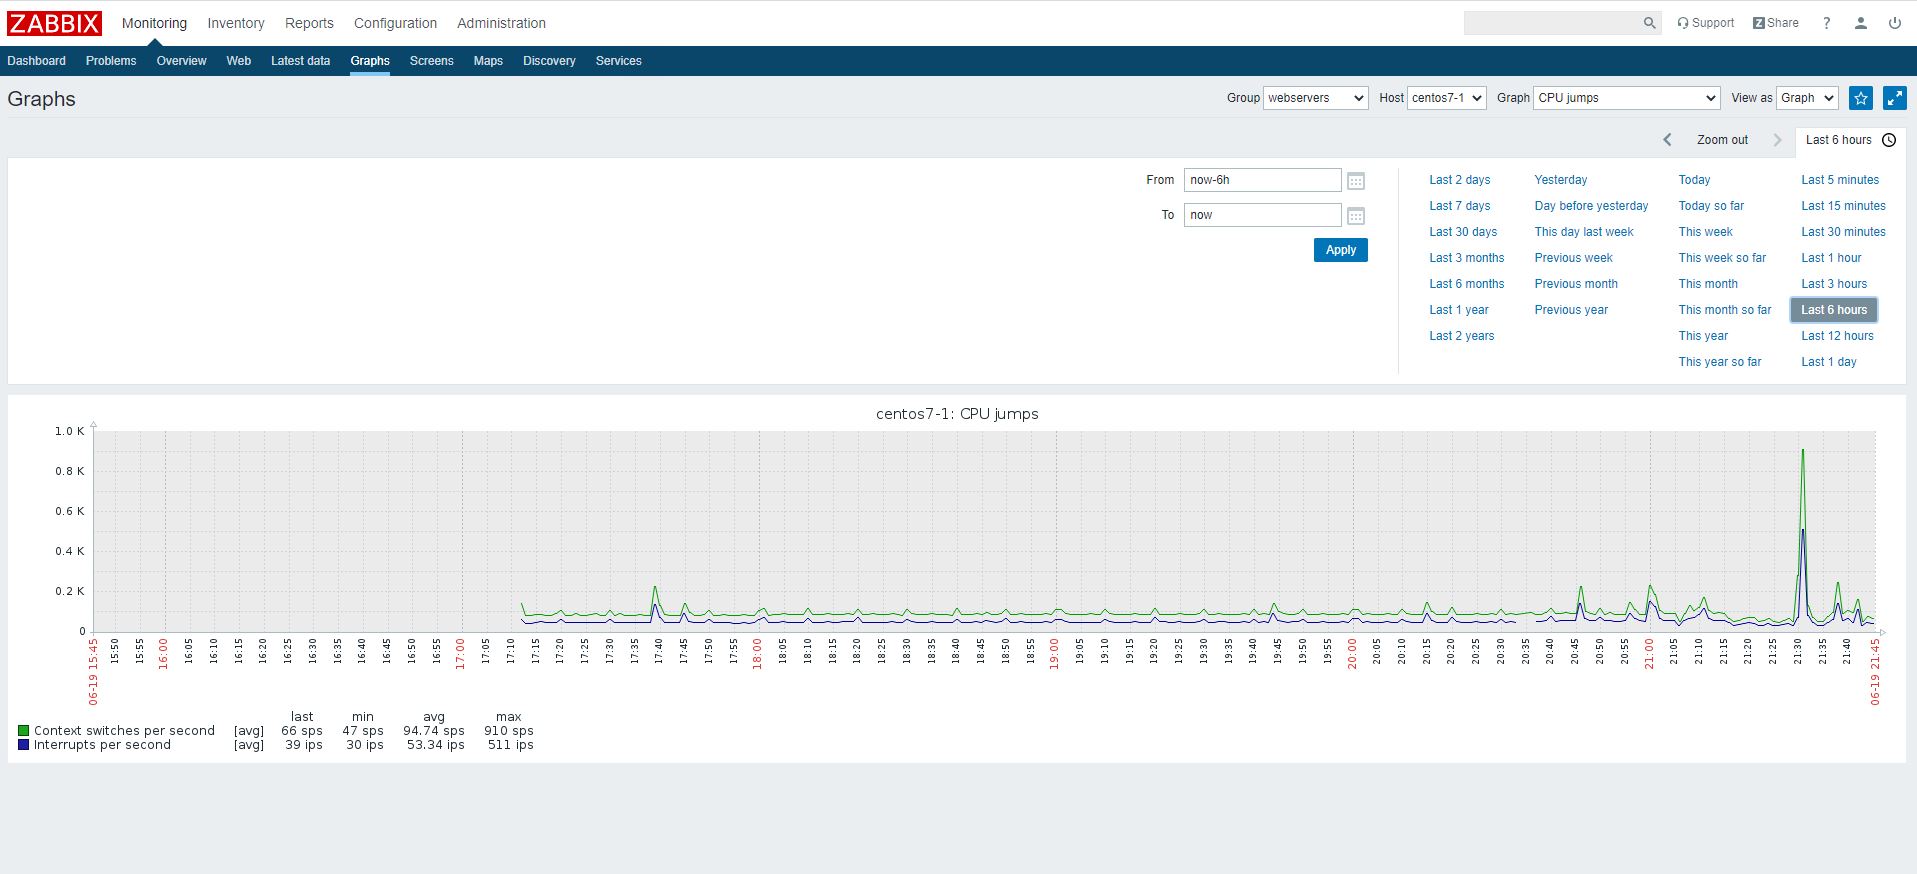 ZABBIX Monitoring Inventory Reports Configuration Administration Support Z Share ?
Dashboard Problems Overview Web Latest data Graphs Screens Maps Discovery Services
Graphs Group webservers Host centos7-1 Graph CPU jumps View as Graph
Zoom out Last 6 hours
From now-6h
To now
Apply
Last 2 days Yesterday Today Last 5 minutes
Last 7 days Day before yesterday Today so far Last 15 minutes
Last 30 days This day last week This week Last 30 minutes
Last 3 months Previous week This week so far Last 1 hour
Last 6 months Previous month This month Last 3 hours
Last 1 year Previous year This month so far Last 6 hours
Last 2 years This year Last 12 hours
This year so far Last 1 day
centos7-1: CPU jumps
1.0 K
0.8 K
0.6 K
0.4 K
0.2 K
0
06-19 15:45 15:50 15:55 16:00 16:05 16:10 16:15 16:20 16:25 16:30 16:35 16:40 16:45 16:50 16:55 17:00 17:05 17:10 17:15 17:20 17:25 17:30 17:35 17:40 17:45 17:50 17:55 18:00 18:05 18:10 18:15 18:20 18:25 18:30 18:35 18:40 18:45 18:50 18:55 19:00 19:05 19:10 19:15 19:20 19:25 19:30 19:35 19:40 19:45 19:50 19:55 20:00 20:05 20:10 20:15 20:20 20:25 20:30 20:35 20:40 20:45 20:50 20:55 21:00 21:05 21:10 21:15 21:20 21:25 21:30 21:35 21:40 06-19 21:45
last min avg max
Context switches per second [avg] 66 sps 47 sps 94.74 sps 910 sps
Interrupts per second [avg] 39 ips 30 ips 53.34 ips 511 ips